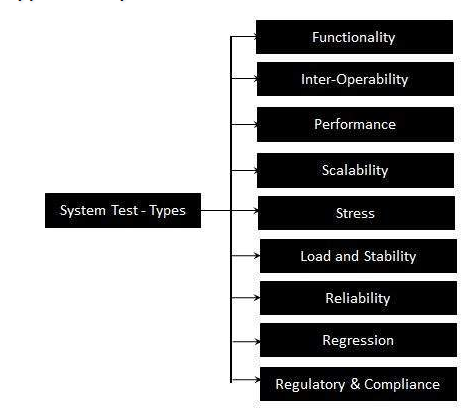 Functionality
Inter-Operability
Performance
Scalability
System Test - Types
Stress
Load and Stability
Reliability
Regression
Regulatory & Compliance